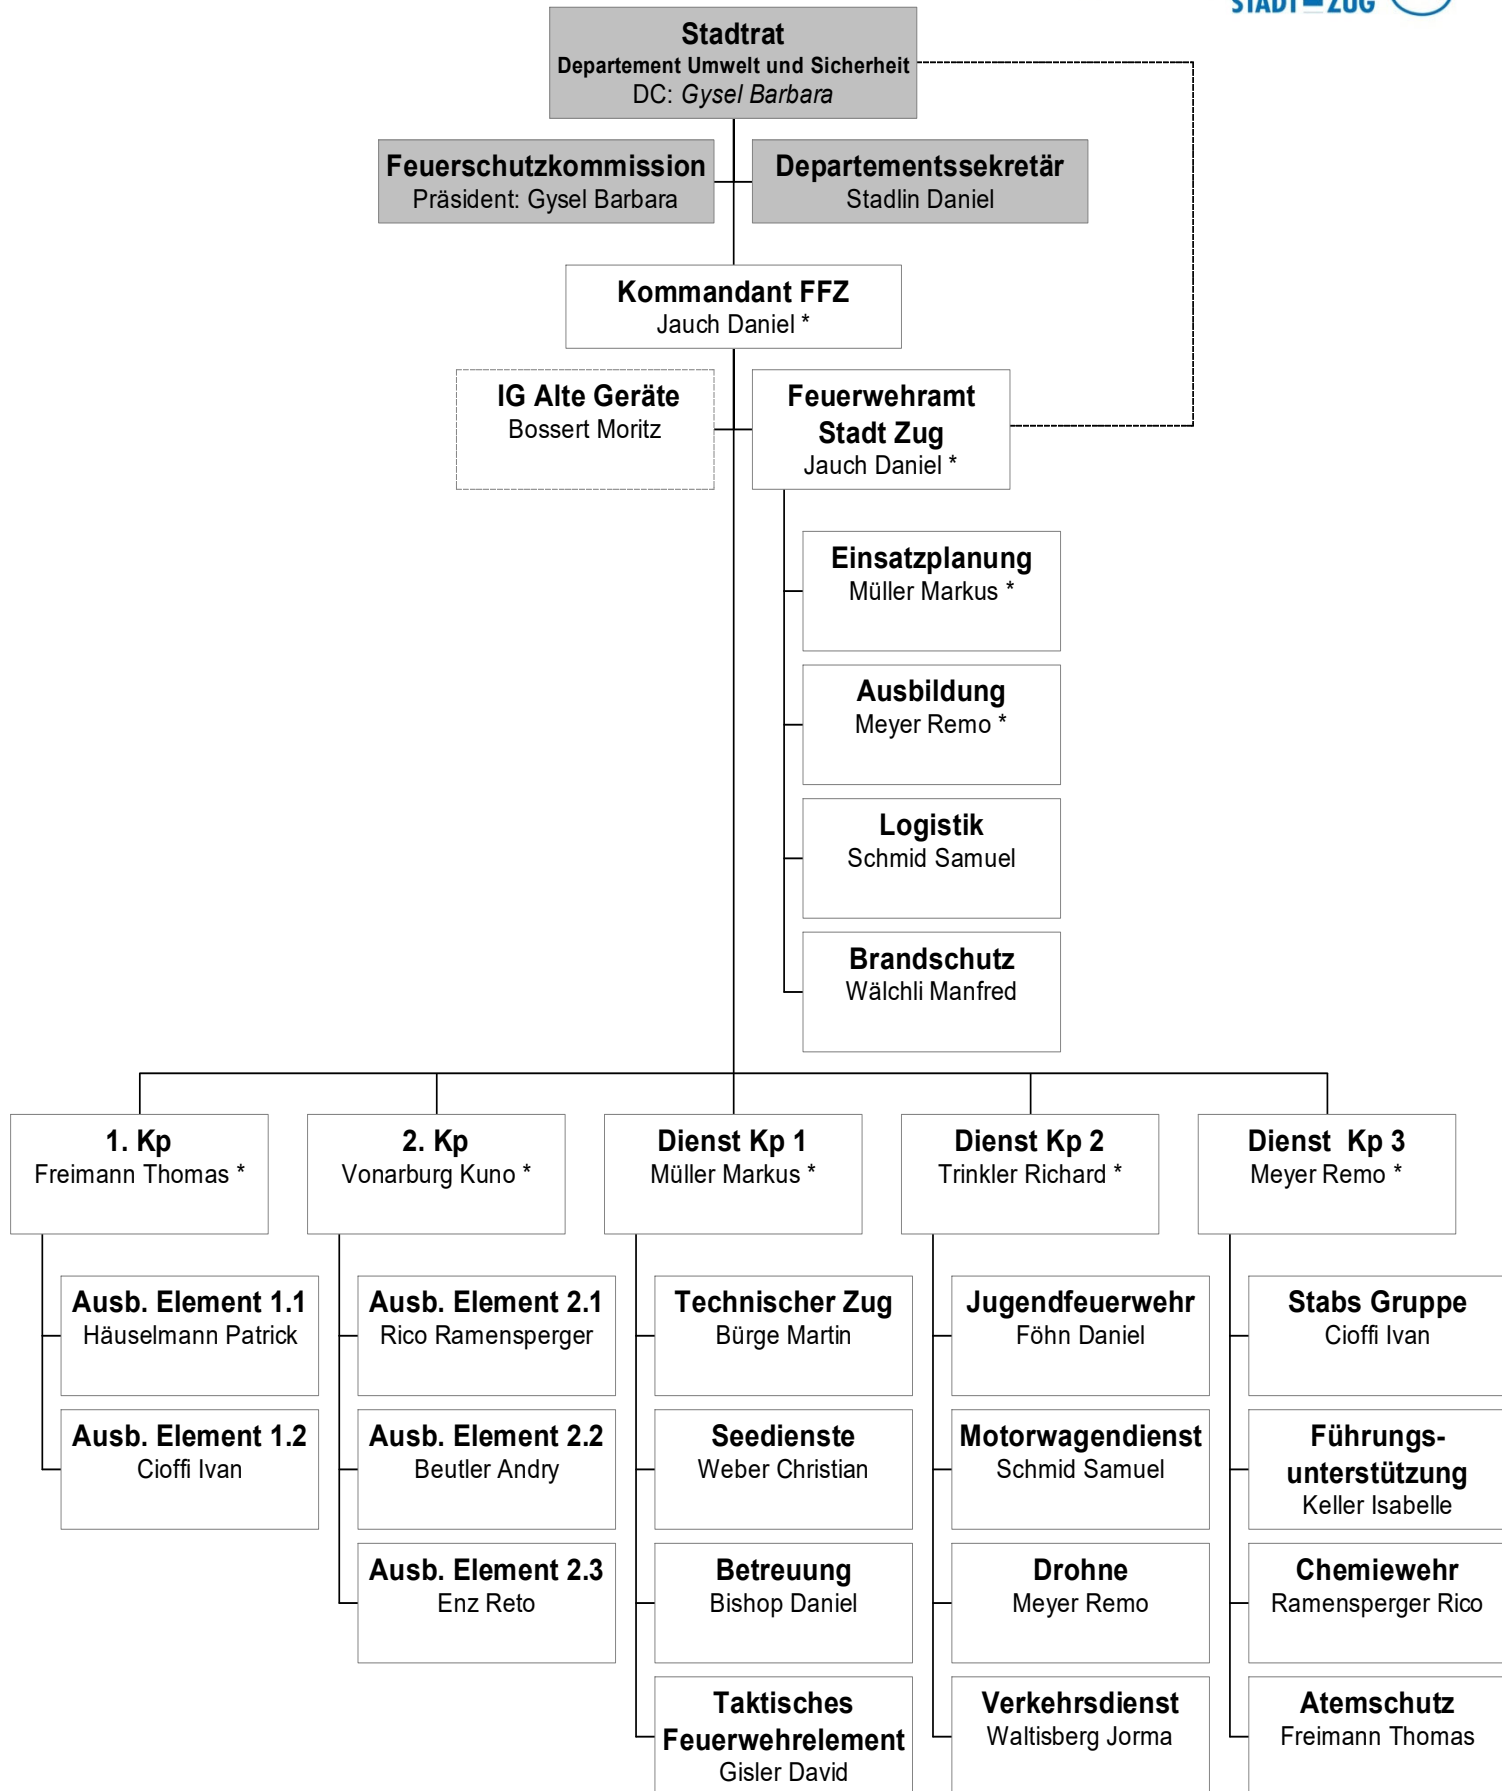 STADT ZUG
Stadtrat
Departement Umwelt und Sicherheit
DC: Gysel Barbara
Feuerschutzkommission
Präsident: Gysel Barbara
Departementssekretär
Stadlin Daniel
Kommandant FFZ
Jauch Daniel *
IG Alte Geräte
Bossert Moritz
Feuerwehramt
Stadt Zug
Jauch Daniel *
Einsatzplanung
Müller Markus *
Ausbildung
Meyer Remo *
Logistik
Schmid Samuel
Brandschutz
Wälchli Manfred
1. Kp
Freimann Thomas *
2. Kp
Vonarburg Kuno *
Dienst Kp 1
Müller Markus *
Dienst Kp 2
Trinkler Richard *
Dienst Kp 3
Meyer Remo *
Ausb. Element 1.1
Häuselmann Patrick
Ausb. Element 2.1
Rico Ramensperger
Technischer Zug
Bürge Martin
Jugendfeuerwehr
Föhn Daniel
Stabs Gruppe
Cioffi Ivan
Ausb. Element 1.2
Cioffi Ivan
Ausb. Element 2.2
Beutler Andry
Seedienste
Weber Christian
Motorwagendienst
Schmid Samuel
Führungs-
unterstützung
Keller Isabelle
Ausb. Element 2.3
Enz Reto
Betreuung
Bishop Daniel
Drohne
Meyer Remo
Chemiewehr
Ramensperger Rico
Taktisches
Feuerwehrelement
Gisler David
Verkehrsdienst
Waltisberg Jorma
Atemschutz
Freimann Thomas